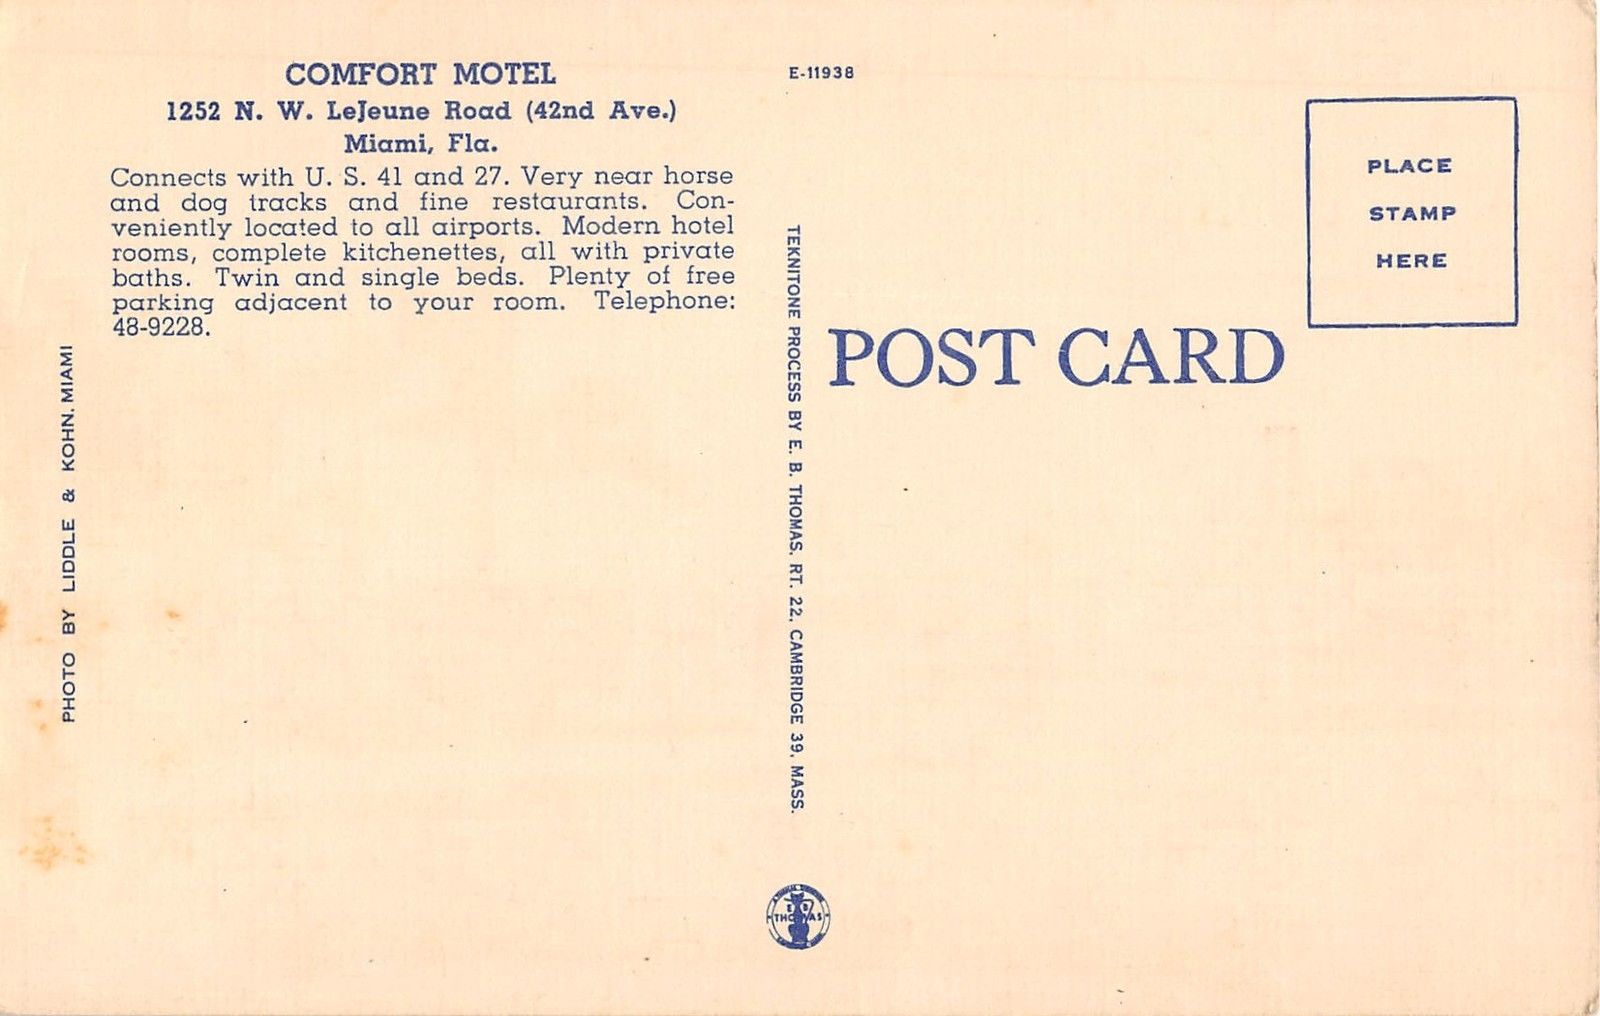 COMFORT MOTEL
1252 N. W. LeJeune Road (42nd Ave.)
Miami, Fla.
Connects with U. S. 41 and 27. Very near horse
and dog tracks and fine restaurants. Con-
veniently located to all airports. Modern hotel
rooms, complete kitchenettes, all with private
baths. Twin and single beds. Plenty of free
parking adjacent to your room. Telephone:
48-9228.
PHOTO BY LIDDLE & KOHN, MIAMI
E-11938
TEKNITONE PROCESS BY E. B. THOMAS, RT. 22, CAMBRIDGE 39, MASS.
PLACE
STAMP
HERE
POST CARD
E B
THOMAS